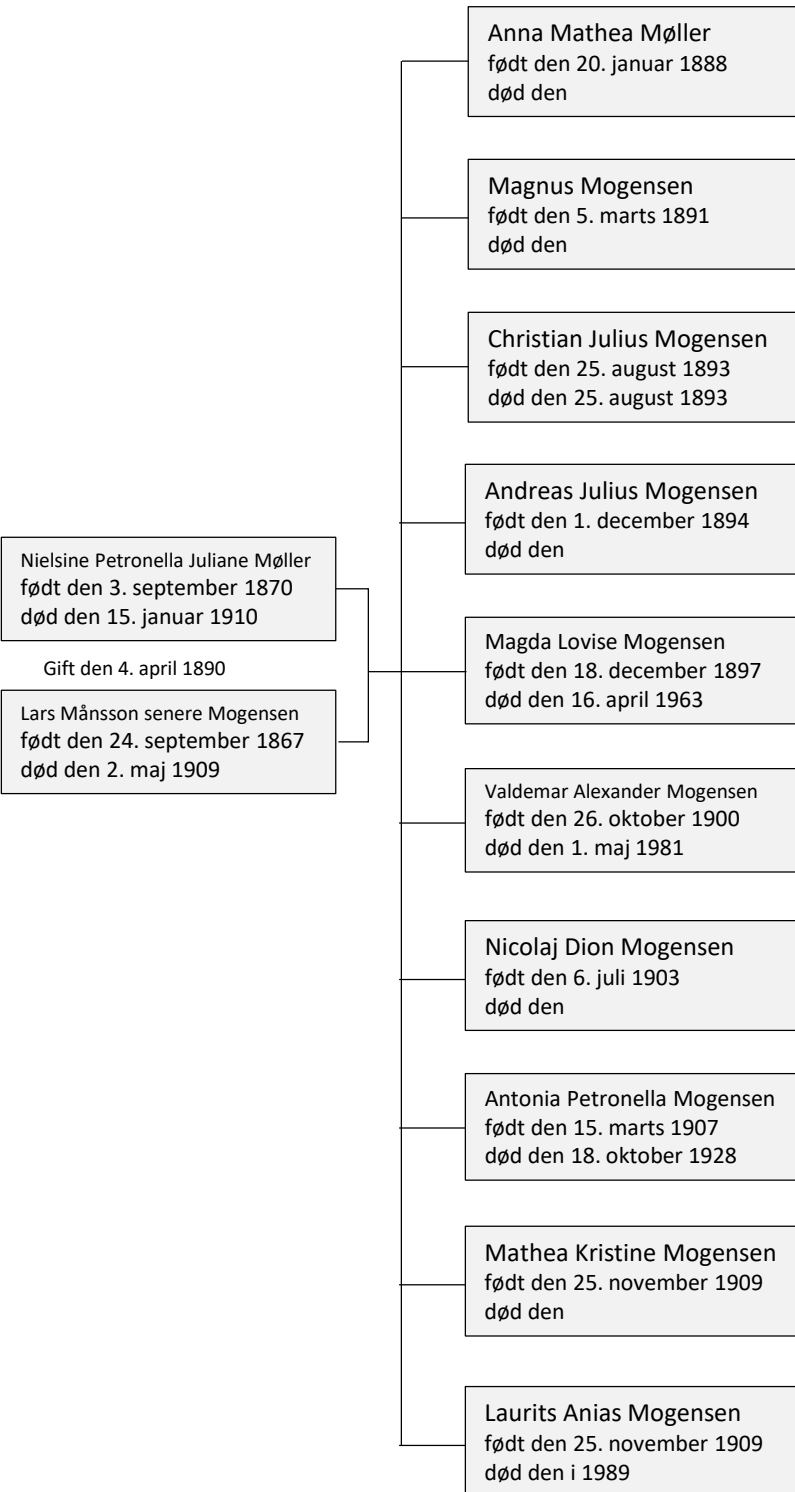 Nielsine Petronella Juliane Møller
født den 3. september 1870
død den 15. januar 1910
Gift den 4. april 1890
Lars Månsson senere Mogensen
født den 24. september 1867
død den 2. maj 1909
Anna Mathea Møller
født den 20. januar 1888
død den
Magnus Mogensen
født den 5. marts 1891
død den
Christian Julius Mogensen
født den 25. august 1893
død den 25. august 1893
Andreas Julius Mogensen
født den 1. december 1894
død den
Magda Lovise Mogensen
født den 18. december 1897
død den 16. april 1963
Valdemar Alexander Mogensen
født den 26. oktober 1900
død den 1. maj 1981
Nicolaj Dion Mogensen
født den 6. juli 1903
død den
Antonia Petronella Mogensen
født den 15. marts 1907
død den 18. oktober 1928
Mathea Kristine Mogensen
født den 25. november 1909
død den
Laurits Anias Mogensen
født den 25. november 1909
død den i 1989